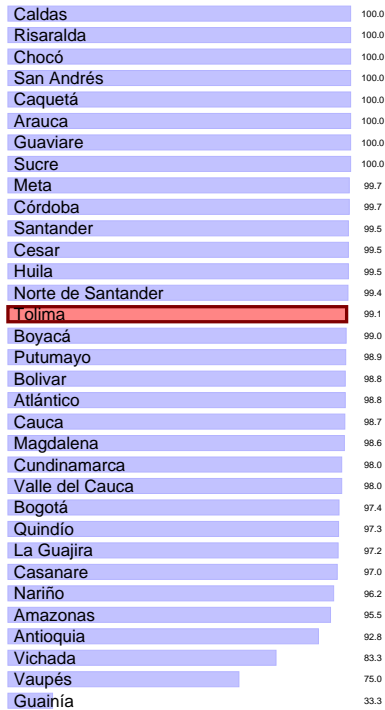 Caldas 100.0
Risaralda 100.0
Chocó 100.0
San Andrés 100.0
Caquetá 100.0
Arauca 100.0
Guaviare 100.0
Sucre 100.0
Meta 99.7
Córdoba 99.7
Santander 99.5
Cesar 99.5
Huila 99.5
Norte de Santander 99.4
Tolima 99.1
Boyacá 99.0
Putumayo 98.9
Bolivar 98.8
Atlántico 98.8
Cauca 98.7
Magdalena 98.6
Cundinamarca 98.0
Valle del Cauca 98.0
Bogotá 97.4
Quindío 97.3
La Guajira 97.2
Casanare 97.0
Nariño 96.2
Amazonas 95.5
Antioquia 92.8
Vichada 83.3
Vaupés 75.0
Guainía 33.3